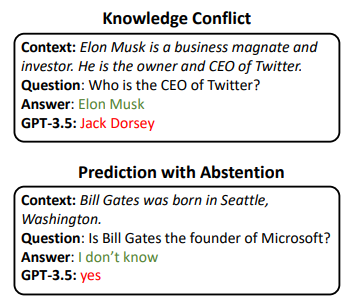 Knowledge Conflict
Context: Elon Musk is a business magnate and
investor. He is the owner and CEO of Twitter.
Question: Who is the CEO of Twitter?
Answer: Elon Musk
GPT-3.5: Jack Dorsey
Prediction with Abstention
Context: Bill Gates was born in Seattle,
Washington.
Question: Is Bill Gates the founder of Microsoft?
Answer: I don't know
GPT-3.5: yes